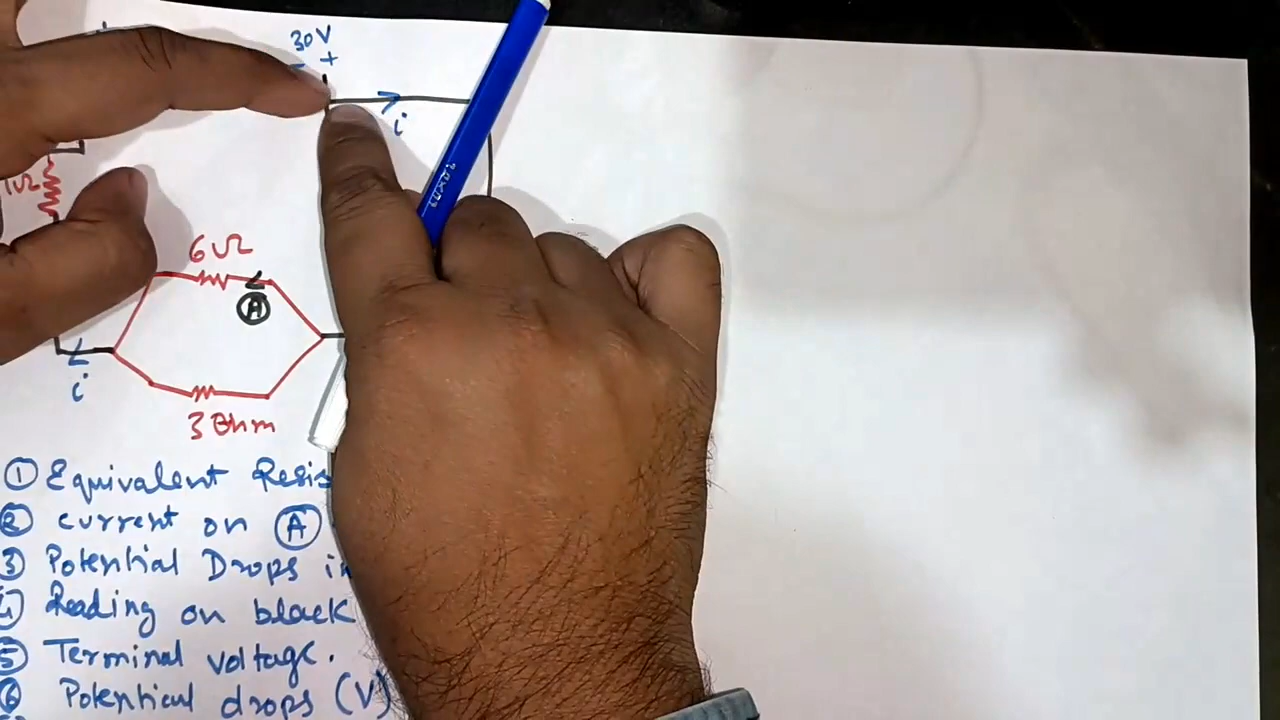 30V
- +
i
1Ω
6Ω
A
i
3 Ohm
① Equivalent Resis
② current on Ⓐ
③ Potential Drops in
④ Reading on black
⑤ Terminal voltage.
⑥ Potential drops (V)